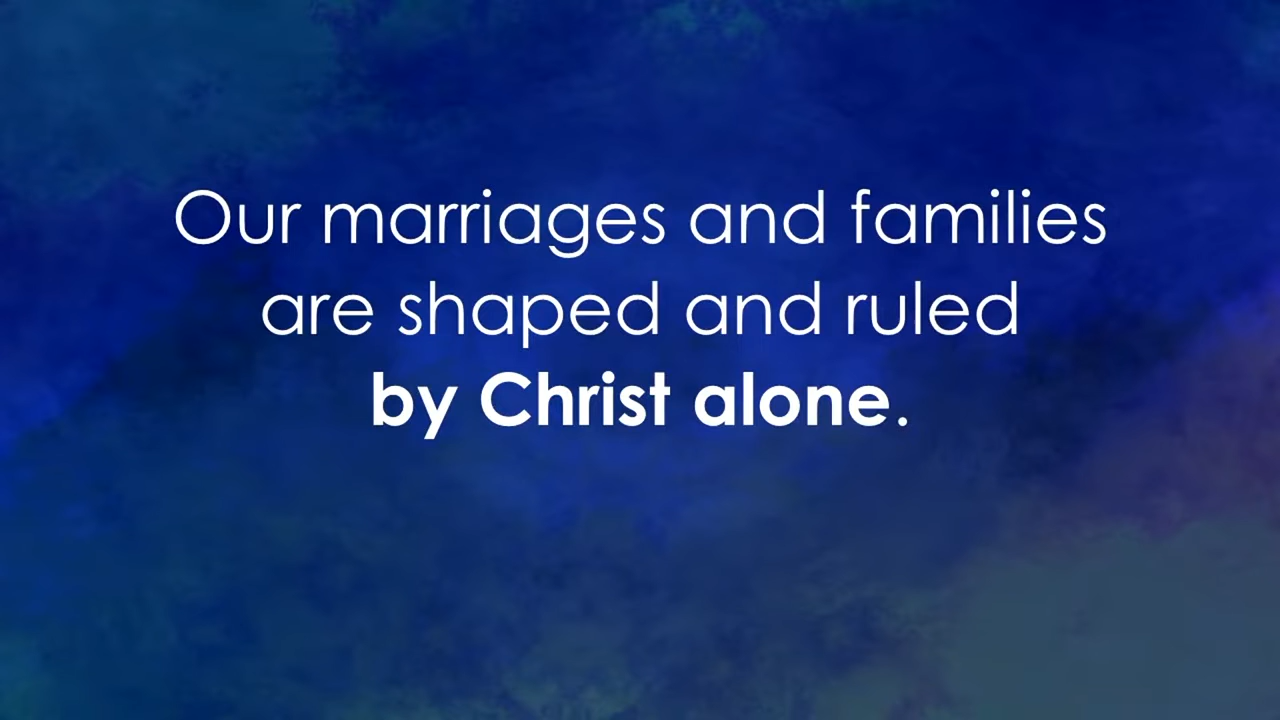 Our marriages and families
are shaped and ruled
by Christ alone.